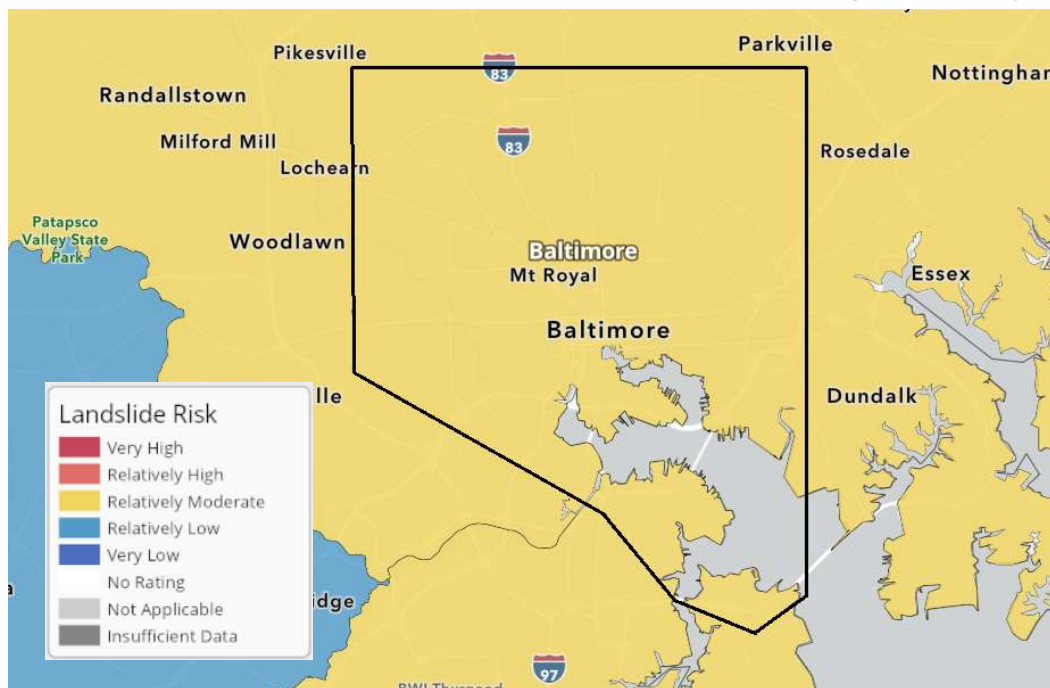 Pikesville
Parkville
83
Nottinghan
Randallstown
Milford Mill
83
Rosedale
Lochearn
Patapsco
Valley State
Park
Woodlawn
Baltimore
Mt Royal
Essex
Baltimore
lle
Dundalk
Landslide Risk
Very High
Relatively High
Relatively Moderate
Relatively Low
Very Low
No Rating
Not Applicable
Insufficient Data
idge
97